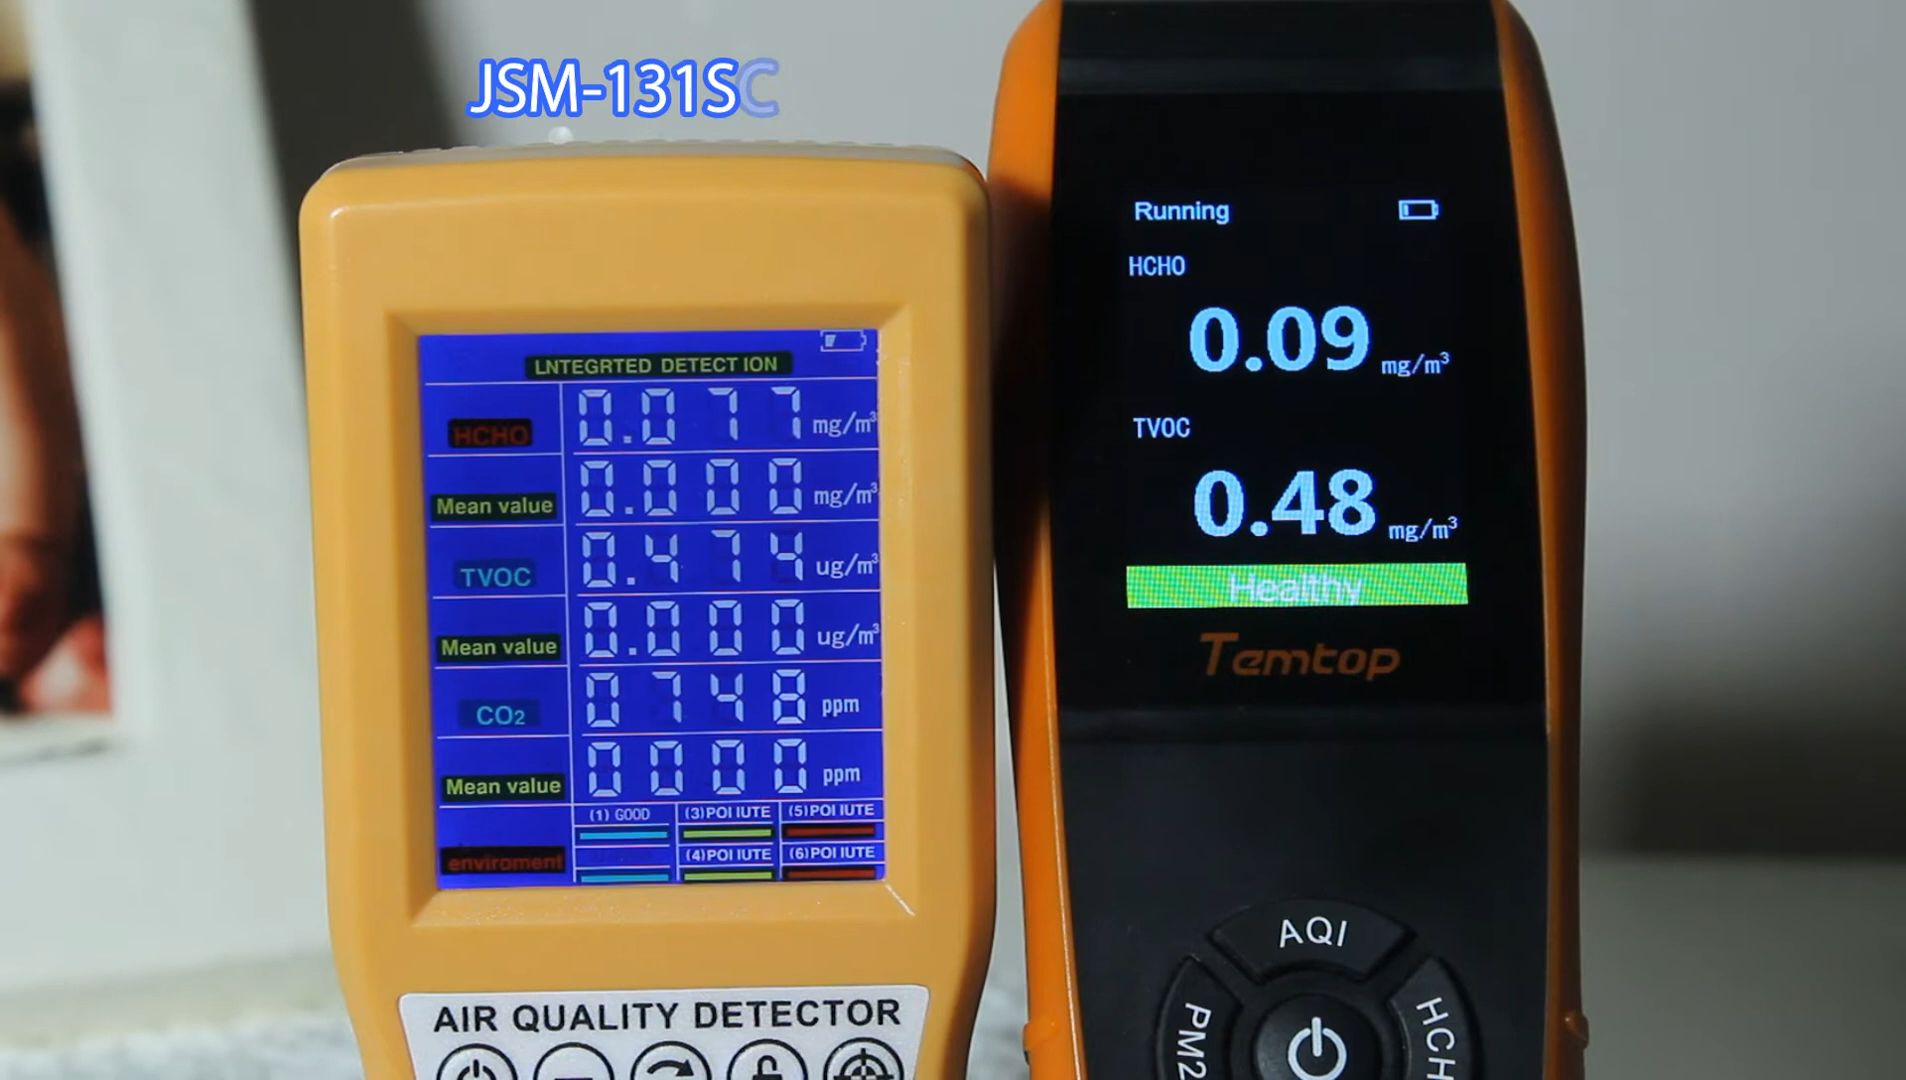 JSM-131SC
LNTEGRTED DETECT ION
HCHO 0.077 mg/m³
Mean value 0.000 mg/m³
TVOC 0.474 ug/m³
Mean value 0.000 ug/m³
CO₂ 0748 ppm
Mean value 0000 ppm
(1) GOOD (3)POI IUTE (5)POI IUTE
enviroment (4)POI IUTE (6)POI IUTE
AIR QUALITY DETECTOR
Running
HCHO
0.09 mg/m³
TVOC
0.48 mg/m³
Healthy
Temtop
AQI
PM2
HCH